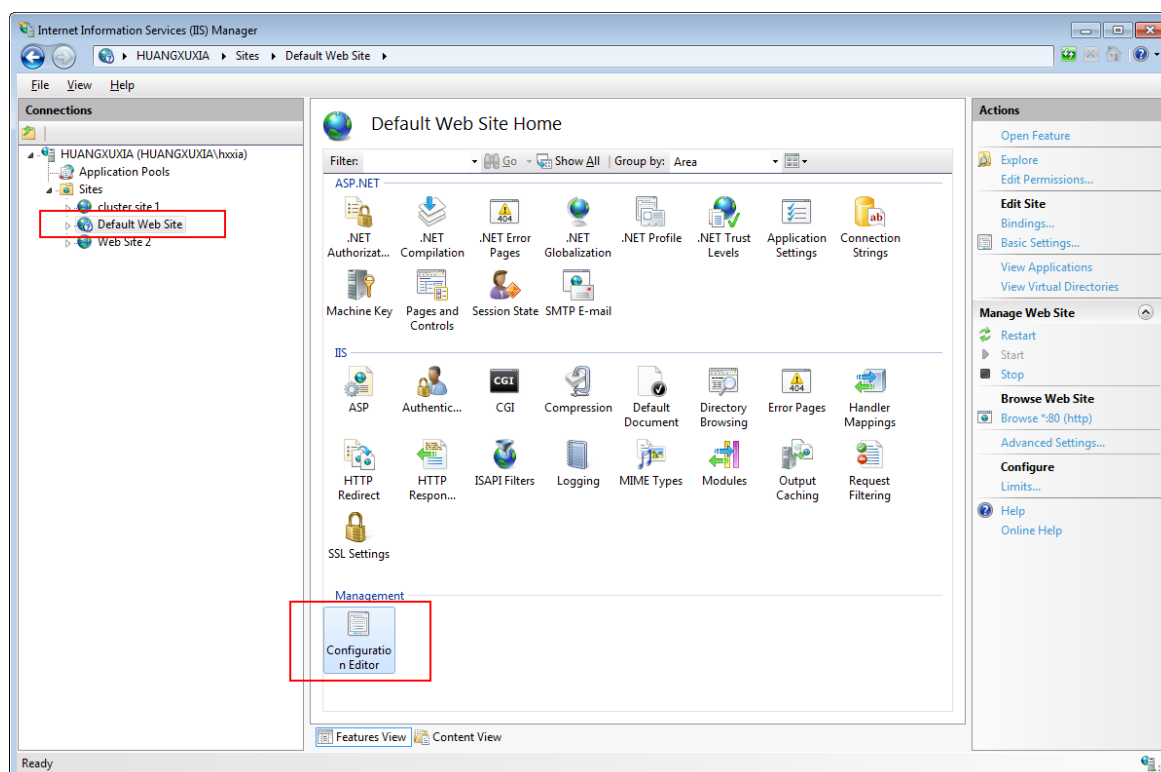 Internet Information Services (IIS) Manager
HUANGXUXIA Sites Default Web Site
File View Help
Connections
HUANGXUXIA (HUANGXUXIA\hxxia)
Application Pools
Sites
cluster site 1
Default Web Site
Web Site 2
Default Web Site Home
Filter: Go Show All Group by: Area
ASP.NET
.NET Authorizat...
.NET Compilation
.NET Error Pages
.NET Globalization
.NET Profile
.NET Trust Levels
Application Settings
Connection Strings
Machine Key
Pages and Controls
Session State
SMTP E-mail
IIS
ASP
Authentic...
CGI
CGI
Compression
Default Document
Directory Browsing
404
Error Pages
Handler Mappings
HTTP Redirect
HTTP Respon...
ISAPI Filters
Logging
MIME Types
Modules
Output Caching
Request Filtering
SSL Settings
Management
Configuratio
n Editor
Features View Content View
Actions
Open Feature
Explore
Edit Permissions...
Edit Site
Bindings...
Basic Settings...
View Applications
View Virtual Directories
Manage Web Site
Restart
Start
Stop
Browse Web Site
Browse *:80 (http)
Advanced Settings...
Configure
Limits...
Help
Online Help
Ready